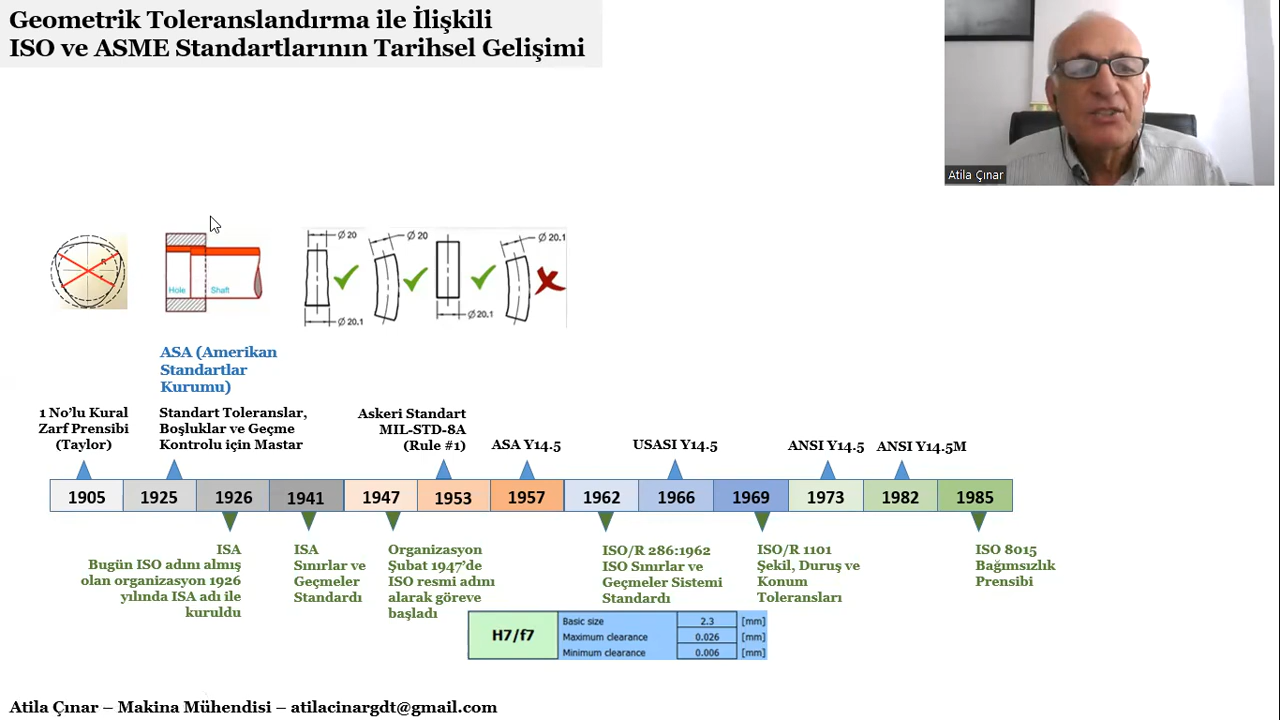 Geometrik Toleranslandırma ile İlişkili
ISO ve ASME Standartlarının Tarihsel Gelişimi
Atila Çınar
Hole
Shaft
Ø 20
Ø 20
Ø 20.1
Ø 20.1
Ø 20.1
ASA (Amerikan
Standartlar
Kurumu)
1 No’lu Kural
Zarf Prensibi
(Taylor)
Standart Toleranslar,
Boşluklar ve Geçme
Kontrolu için Mastar
Askeri Standart
MIL-STD-8A
(Rule #1)
ASA Y14.5
USASI Y14.5
ANSI Y14.5
ANSI Y14.5M
1905 1925 1926 1941 1947 1953 1957 1962 1966 1969 1973 1982 1985
ISA
Bugün ISO adını almış
olan organizasyon 1926
yılında ISA adı ile
kuruldu
ISA
Sınırlar ve
Geçmeler
Standardı
Organizasyon
Şubat 1947’de
ISO resmi adını
alarak göreve
başladı
ISO/R 286:1962
ISO Sınırlar ve
Geçmeler Sistemi
Standardı
ISO/R 1101
Şekil, Duruş ve
Konum
Toleransları
ISO 8015
Bağımsızlık
Prensibi
H7/f7
Basic size 2.3 [mm]
Maximum clearance 0.026 [mm]
Minimum clearance 0.006 [mm]
Atila Çınar – Makina Mühendisi – atilacinargdt@gmail.com